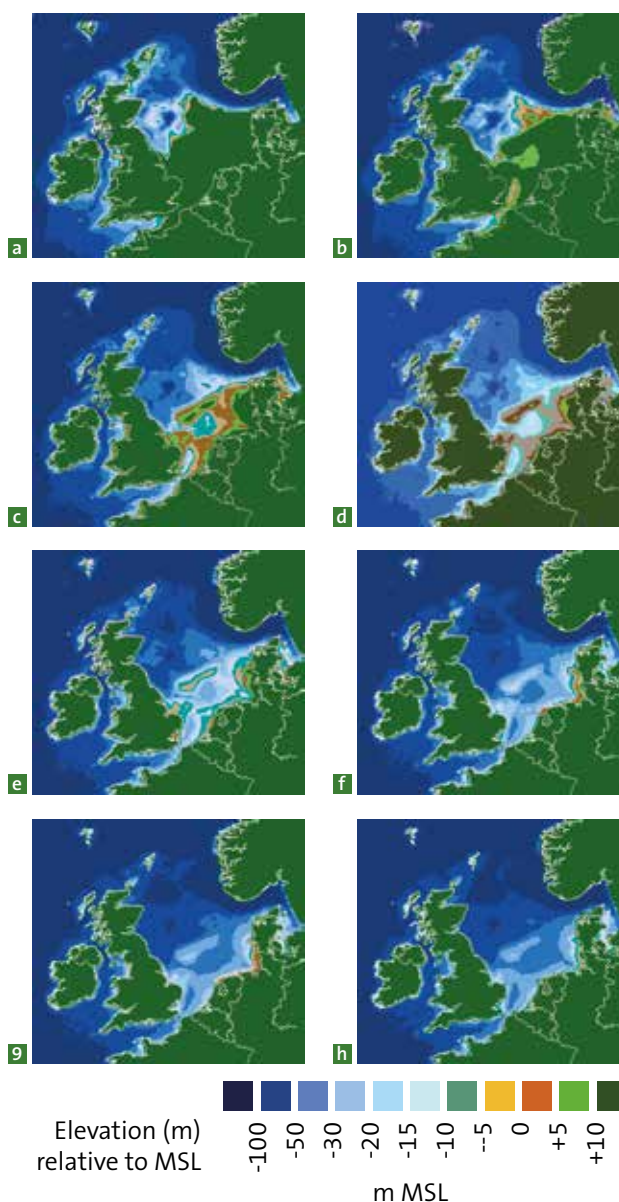 a
b
c
d
e
f
9
h
Elevation (m)
relative to MSL
-100
-50
-30
-20
-15
-10
--5
0
+5
+10
m MSL